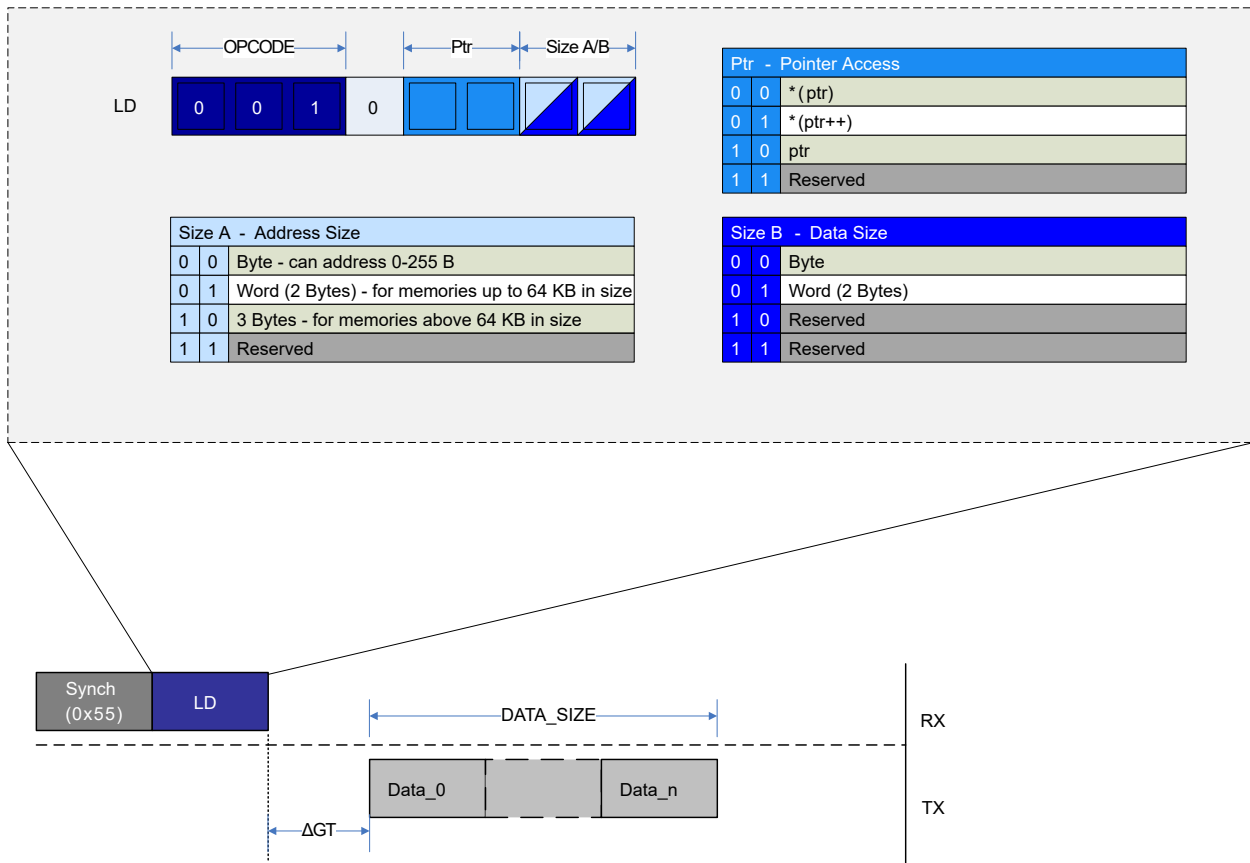 OPCODE Ptr Size A/B
LD 0 0 1 0
Ptr - Pointer Access
0 0 *(ptr)
0 1 *(ptr++)
1 0 ptr
1 1 Reserved
Size A - Address Size
0 0 Byte - can address 0-255 B
0 1 Word (2 Bytes) - for memories up to 64 KB in size
1 0 3 Bytes - for memories above 64 KB in size
1 1 Reserved
Size B - Data Size
0 0 Byte
0 1 Word (2 Bytes)
1 0 Reserved
1 1 Reserved
Synch
(0x55)
LD
DATA_SIZE
RX
Data_0 Data_n
TX
ΔGT